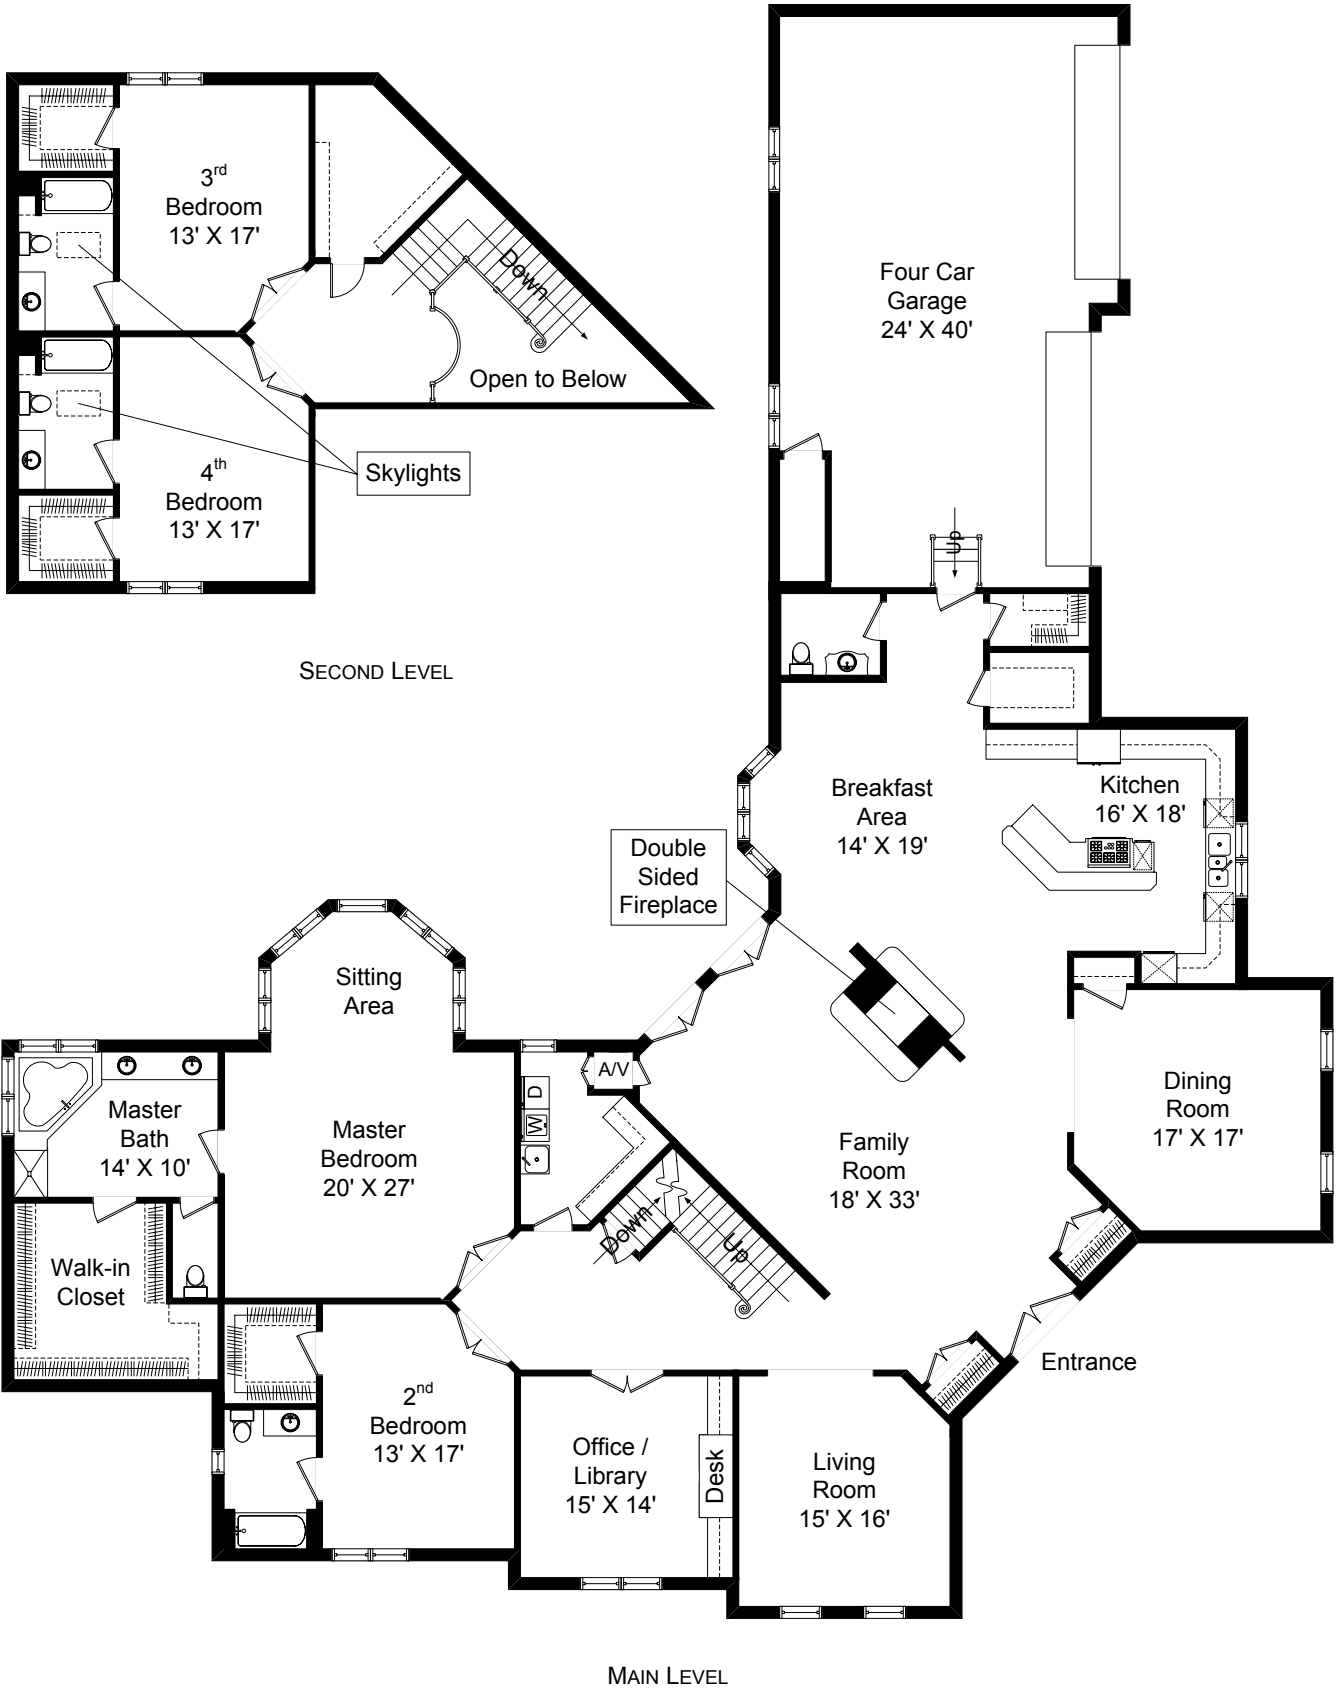 3rd
Bedroom
13' X 17'
Down
Open to Below
4th
Bedroom
13' X 17'
Skylights
SECOND LEVEL
Four Car
Garage
24' X 40'
Up
Breakfast
Area
14' X 19'
Kitchen
16' X 18'
Double
Sided
Fireplace
Sitting
Area
A/V
D
W
Master
Bath
14' X 10'
Master
Bedroom
20' X 27'
Family
Room
18' X 33'
Dining
Room
17' X 17'
Down
Up
Walk-in
Closet
Entrance
2nd
Bedroom
13' X 17'
Office /
Library
15' X 14'
Desk
Living
Room
15' X 16'
MAIN LEVEL